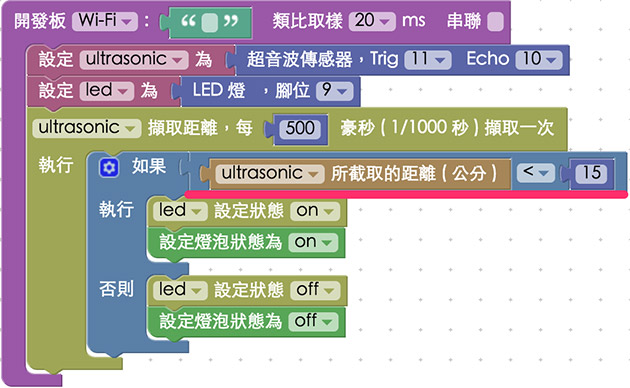 開發板 Wi-Fi : “ ” 類比取樣 20 ms 串聯
設定 ultrasonic 為 超音波傳感器，Trig 11 Echo 10
設定 led 為 LED 燈 ，腳位 9
ultrasonic 擷取距離，每 500 豪秒 ( 1/1000 秒 ) 擷取一次
執行 如果 ultrasonic 所截取的距離 ( 公分 ) < 15
執行 led 設定狀態 on
設定燈泡狀態為 on
否則 led 設定狀態 off
設定燈泡狀態為 off